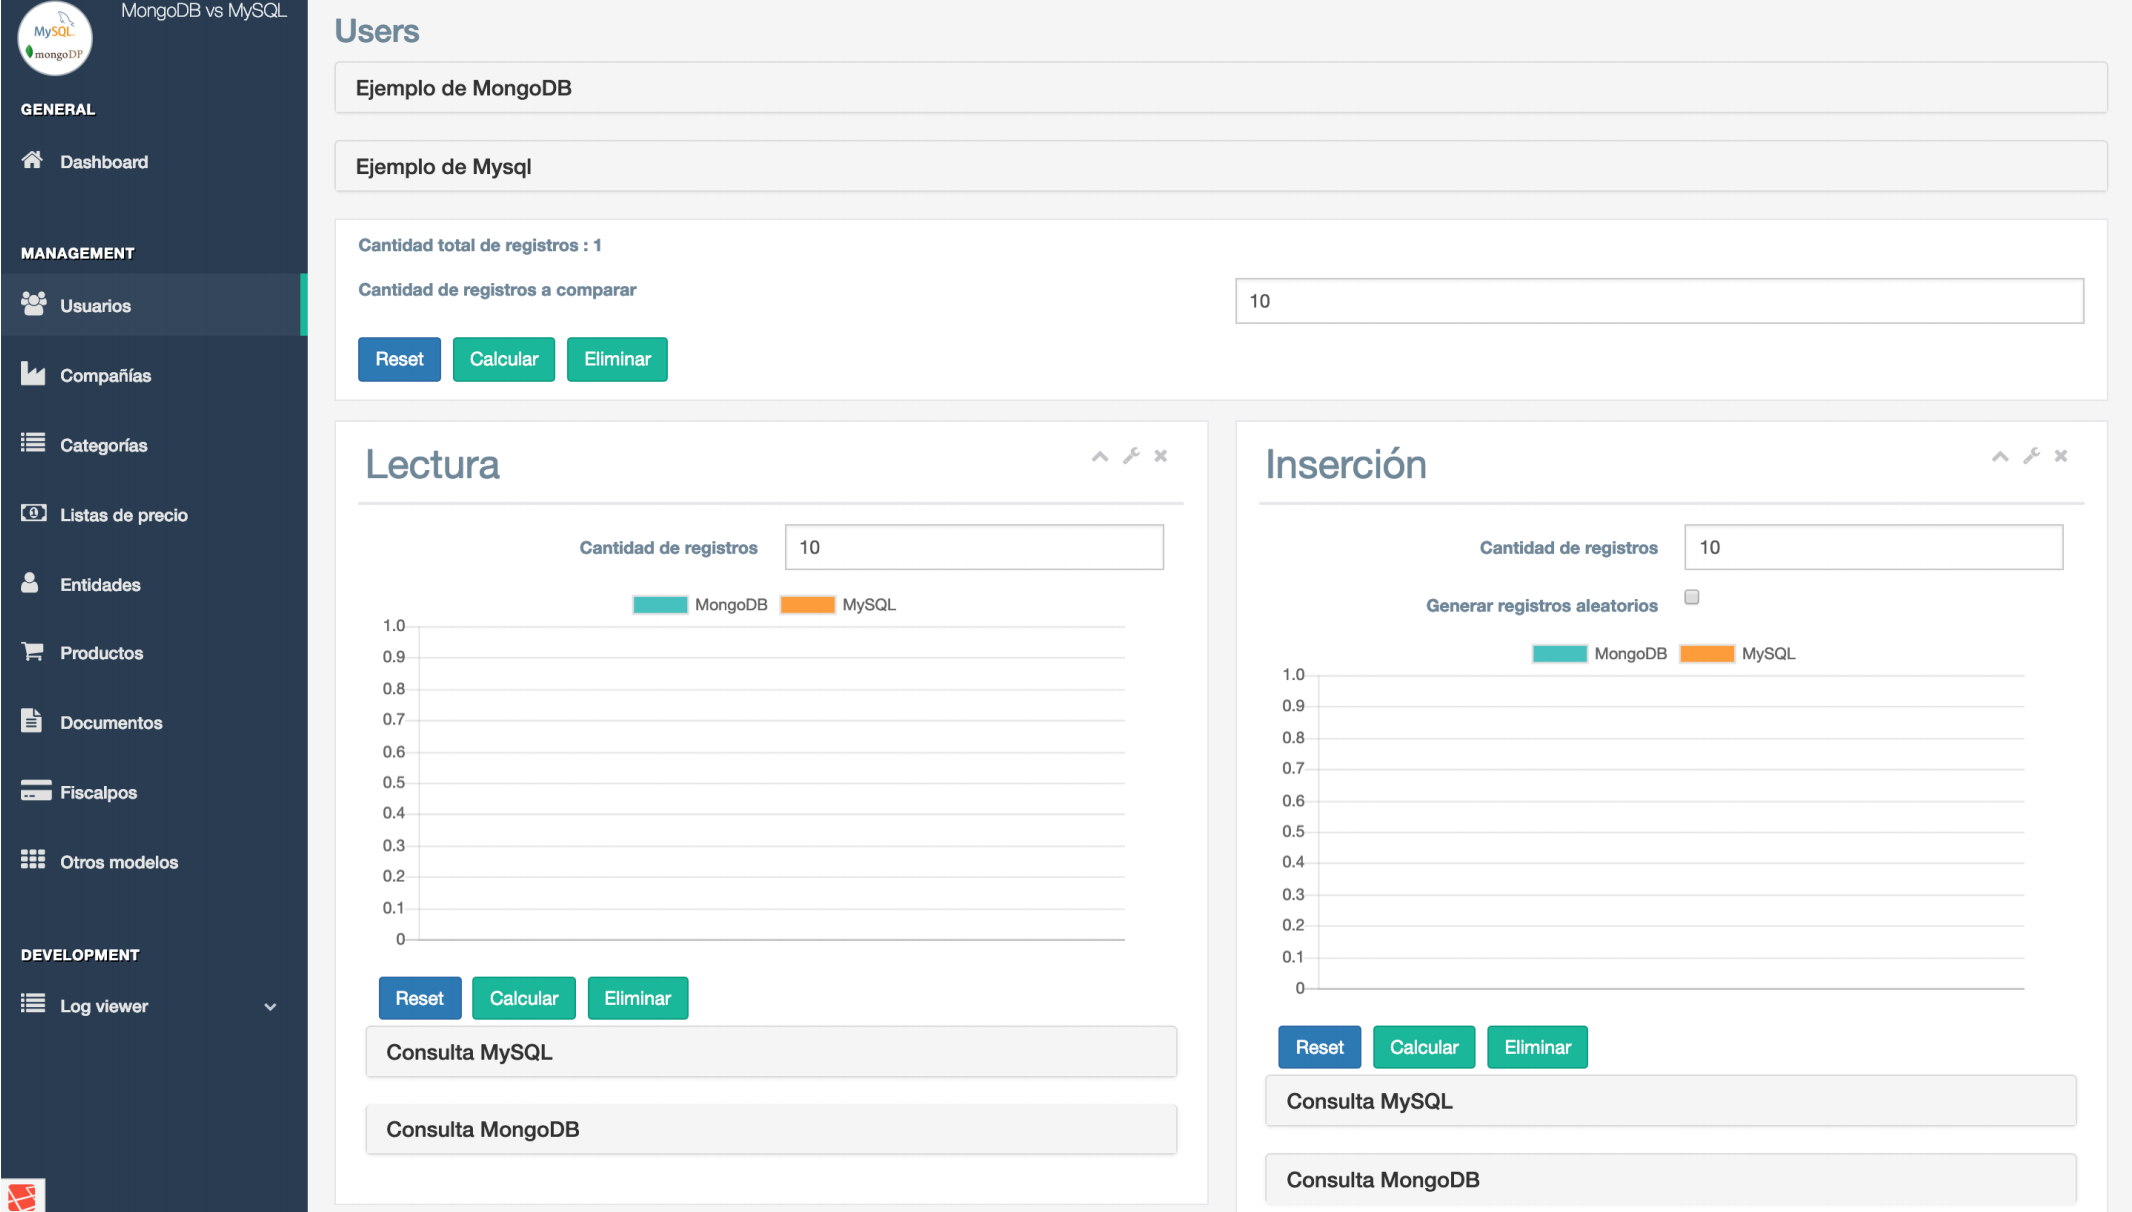 MongoDB vs MySQL
MySQL
mongoDP
GENERAL
Dashboard
MANAGEMENT
Usuarios
Compañías
Categorías
Listas de precio
Entidades
Productos
Documentos
Fiscalpos
Otros modelos
DEVELOPMENT
Log viewer
Users
Ejemplo de MongoDB
Ejemplo de Mysql
Cantidad total de registros : 1
Cantidad de registros a comparar
10
Reset Calcular Eliminar
Lectura
Cantidad de registros 10
MongoDB MySQL
1.0
0.9
0.8
0.7
0.6
0.5
0.4
0.3
0.2
0.1
0
Reset Calcular Eliminar
Consulta MySQL
Consulta MongoDB
Inserción
Cantidad de registros 10
Generar registros aleatorios
MongoDB MySQL
1.0
0.9
0.8
0.7
0.6
0.5
0.4
0.3
0.2
0.1
0
Reset Calcular Eliminar
Consulta MySQL
Consulta MongoDB